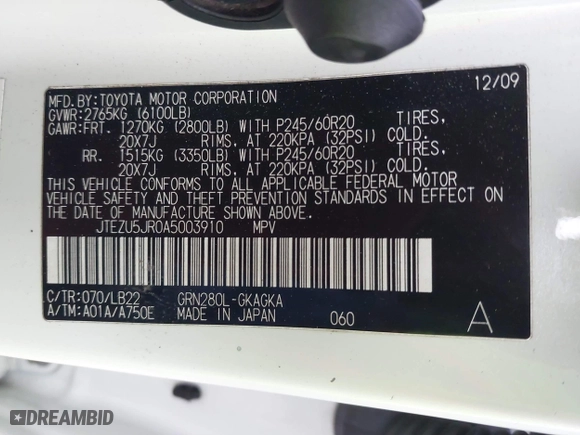 MFD.BY:TOYOTA MOTOR CORPORATION 12/09
GVWR:2765KG (6100LB)
GAWR:FRT. 1270KG (2800LB) WITH P245/60R20 TIRES,
20X7J RIMS, AT 220KPA (32PSI) COLD.
RR. 1515KG (3350LB) WITH P245/60R20 TIRES,
20X7J RIMS, AT 220KPA (32PSI) COLD.
THIS VEHICLE CONFORMS TO ALL APPLICABLE FEDERAL MOTOR
VEHICLE SAFETY AND THEFT PREVENTION STANDARDS IN EFFECT ON
THE DATE OF MANUFACTURE SHOWN ABOVE.
JTEZU5JR0A5003910 MPV
C/TR:070/LB22 GRN280L-GKAGKA
A/TM:A01A/A750E MADE IN JAPAN 060 A
DREAMBID